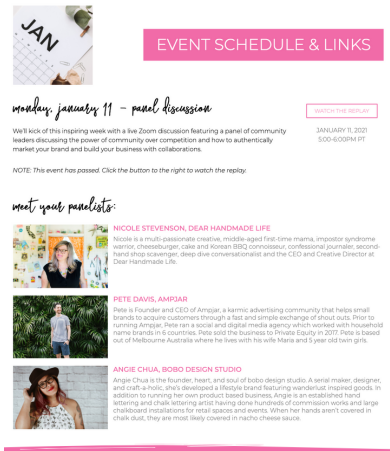 JAN
EVENT SCHEDULE & LINKS
monday, january 11 - panel discussion
WATCH THE REPLAY
We'll kick of this inspiring week with a live Zoom discussion featuring a panel of community
leaders discussing the power of community over competition and how to authentically
market your brand and build your business with collaborations.
JANUARY 11, 2021
5:00-6:00PM PT
NOTE: This event has passed. Click the button to the right to watch the replay.
meet your panelists:
NICOLE STEVENSON, DEAR HANDMADE LIFE
Nicole is a multi-passionate creative, middle-aged first-time mama, impostor syndrome
warrior, cheeseburger, cake and Korean BBQ connoisseur, confessional journaler, second-
hand shop scavenger, deep dive conversationalist and the CEO and Creative Director at
Dear Handmade Life.
PETE DAVIS, AMPJAR
Pete is Founder and CEO of Ampjar, a karmic advertising community that helps small
brands to acquire customers through a fast and simple exchange of shout outs. Prior to
running Ampjar, Pete ran a social and digital media agency which worked with household
name brands in 6 countries. Pete sold the business to Private Equity in 2017. Pete is based
out of Melbourne Australia where he lives with his wife Maria and 5 year old twin girls.
ANGIE CHUA, BOBO DESIGN STUDIO
Angie Chua is the founder, heart, and soul of bobo design studio. A serial maker, designer,
and craft-a-holic, she's developed a lifestyle brand featuring wanderlust inspired goods. In
addition to running her own product based business, Angie is an established hand
lettering and chalk lettering artist having done hundreds of commission works and large
chalkboard installations for retail spaces and events. When her hands aren't covered in
chalk dust, they are most likely covered in nacho cheese sauce.